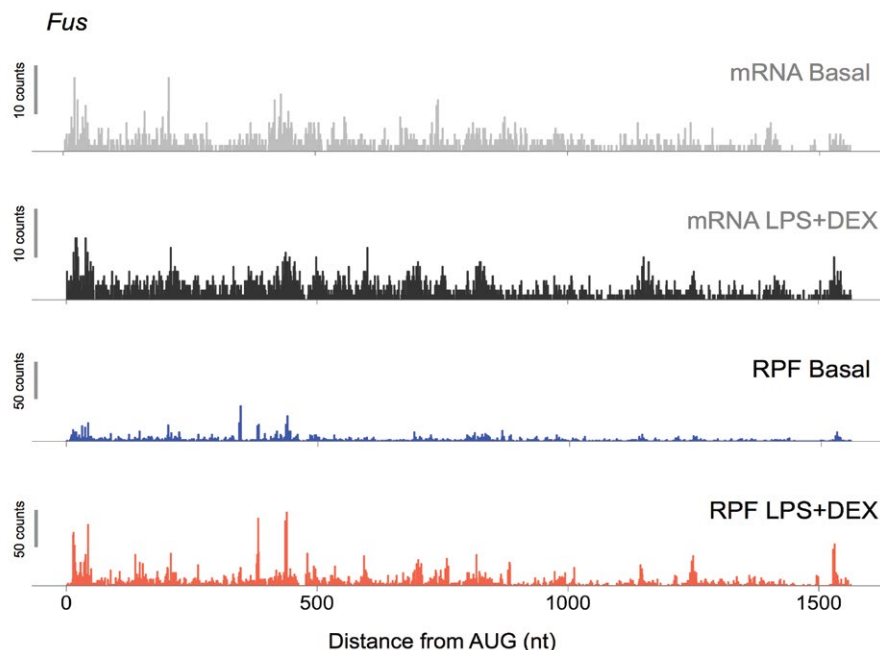 Fus
10 counts
mRNA Basal
10 counts
mRNA LPS+DEX
50 counts
RPF Basal
50 counts
RPF LPS+DEX
0
500
1000
1500
Distance from AUG (nt)